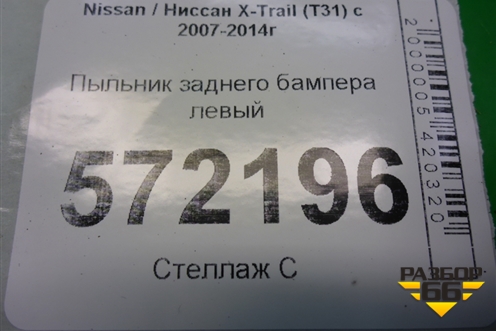 Nissan / Ниссан X-Trail (T31) с
2007-2014г
Пыльник заднего бампера
левый
572196
Стеллаж С
2000005420320
РАЗБОР
66